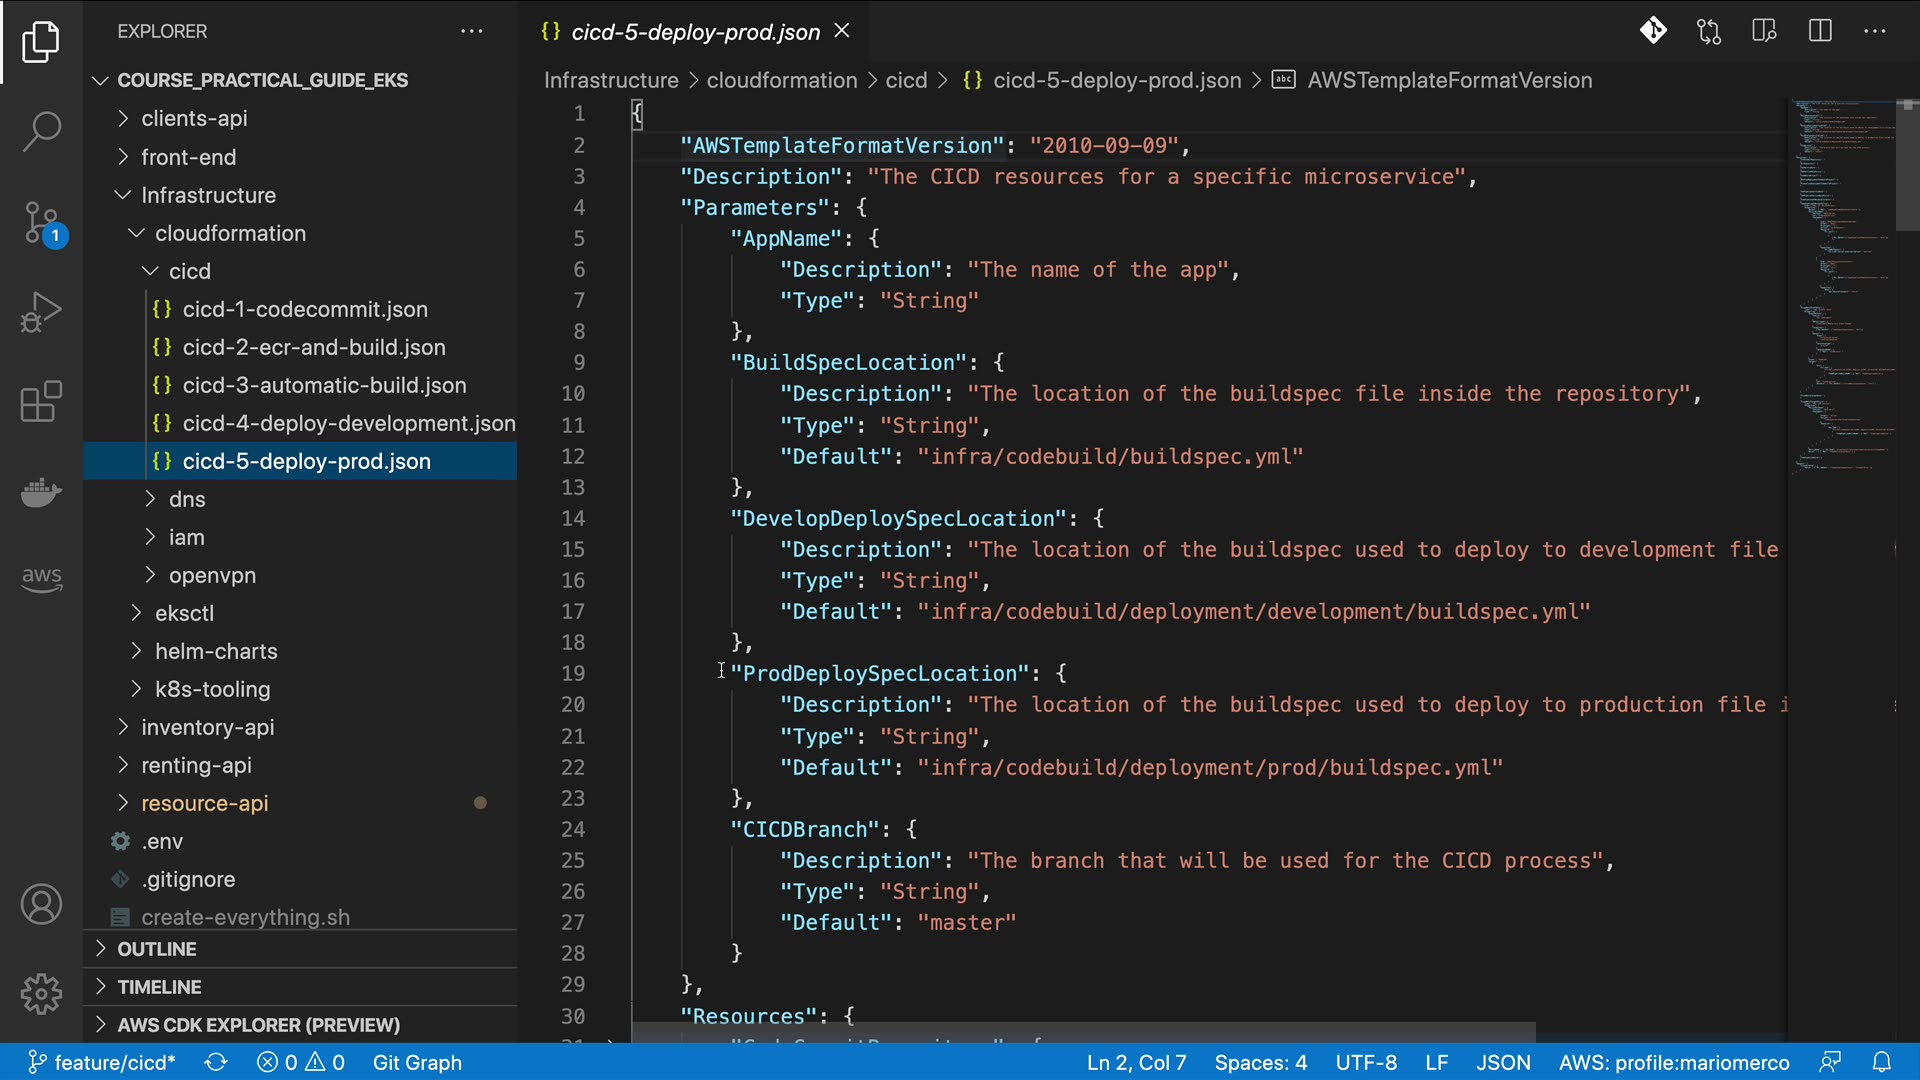 EXPLORER
COURSE_PRACTICAL_GUIDE_EKS
clients-api
front-end
Infrastructure
cloudformation
cicd
{} cicd-1-codecommit.json
{} cicd-2-ecr-and-build.json
{} cicd-3-automatic-build.json
{} cicd-4-deploy-development.json
{} cicd-5-deploy-prod.json
dns
iam
openvpn
eksctl
helm-charts
k8s-tooling
inventory-api
renting-api
resource-api
.env
.gitignore
create-everything.sh
OUTLINE
TIMELINE
AWS CDK EXPLORER (PREVIEW)
1
aws
{} cicd-5-deploy-prod.json
Infrastructure > cloudformation > cicd > {} cicd-5-deploy-prod.json > abc AWSTemplateFormatVersion
1 {
2 "AWSTemplateFormatVersion": "2010-09-09",
3 "Description": "The CICD resources for a specific microservice",
4 "Parameters": {
5 "AppName": {
6 "Description": "The name of the app",
7 "Type": "String"
8 },
9 "BuildSpecLocation": {
10 "Description": "The location of the buildspec file inside the repository",
11 "Type": "String",
12 "Default": "infra/codebuild/buildspec.yml"
13 },
14 "DevelopDeploySpecLocation": {
15 "Description": "The location of the buildspec used to deploy to development file
16 "Type": "String",
17 "Default": "infra/codebuild/deployment/development/buildspec.yml"
18 },
19 "ProdDeploySpecLocation": {
20 "Description": "The location of the buildspec used to deploy to production file i
21 "Type": "String",
22 "Default": "infra/codebuild/deployment/prod/buildspec.yml"
23 },
24 "CICDBranch": {
25 "Description": "The branch that will be used for the CICD process",
26 "Type": "String",
27 "Default": "master"
28 }
29 },
30 "Resources": {
feature/cicd* 0 0 Git Graph Ln 2, Col 7 Spaces: 4 UTF-8 LF JSON AWS: profile:mariomerco